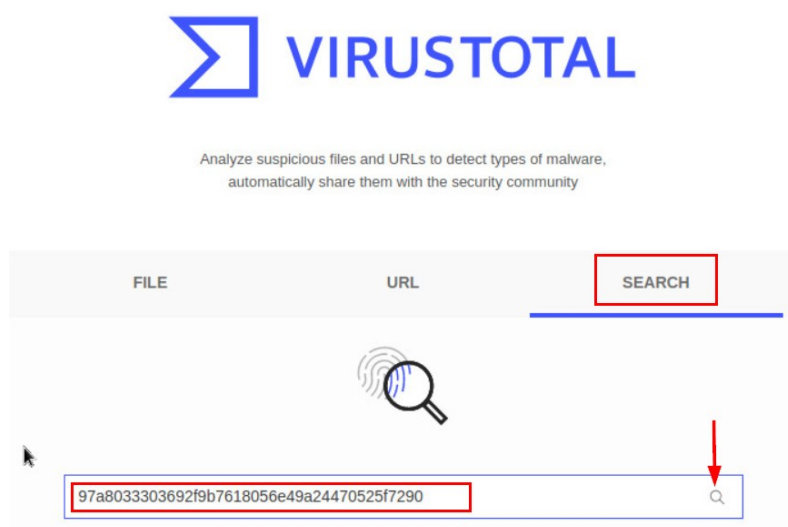 VIRUSTOTAL
Analyze suspicious files and URLs to detect types of malware,
automatically share them with the security community
FILE
URL
SEARCH
97a8033303692f9b7618056e49a24470525f7290